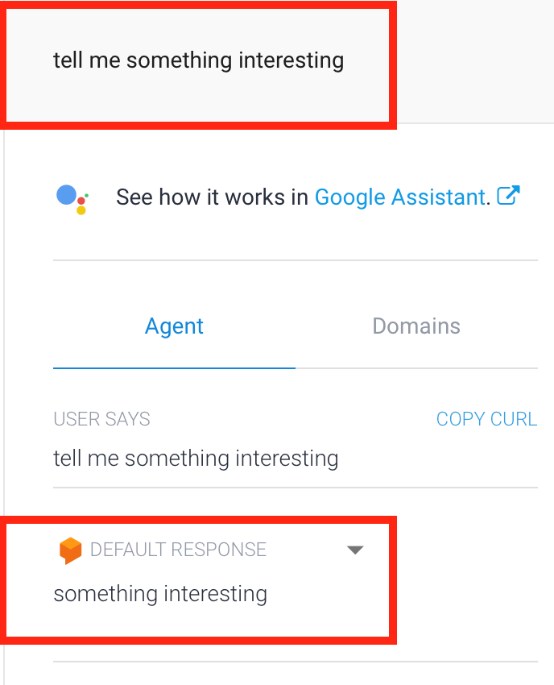 tell me something interesting
See how it works in Google Assistant.
Agent Domains
USER SAYS COPY CURL
tell me something interesting
DEFAULT RESPONSE
something interesting